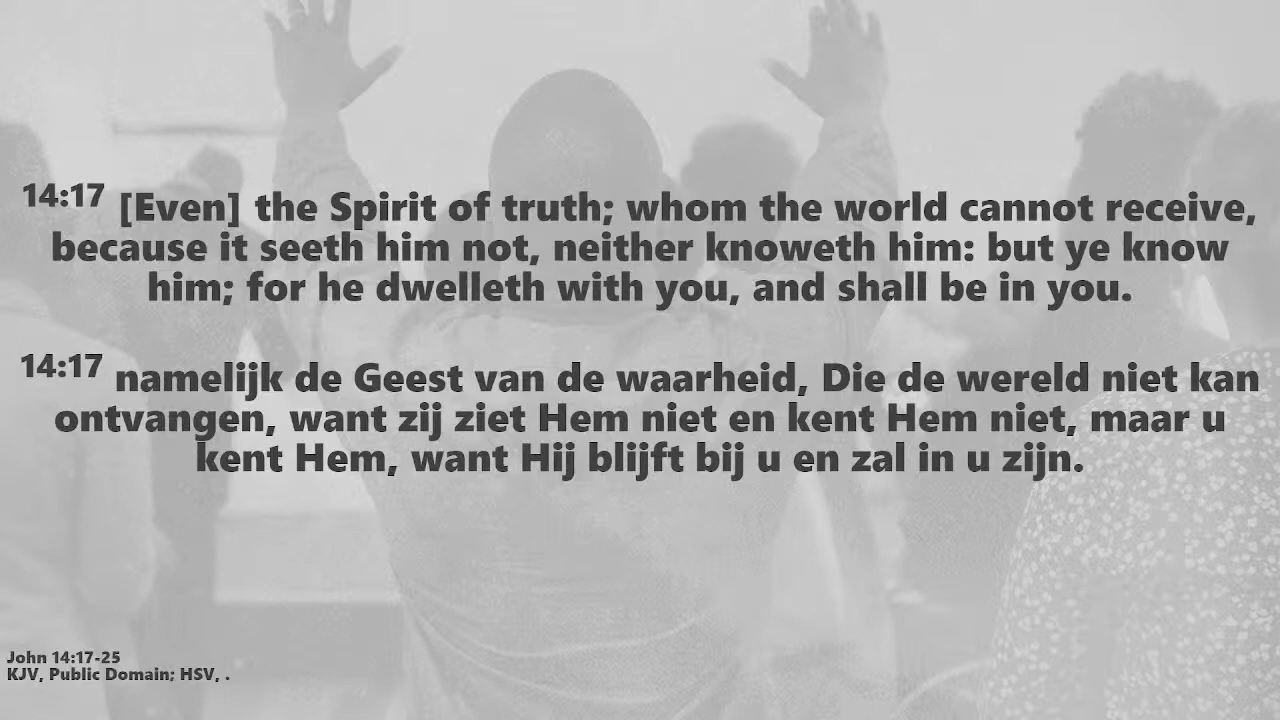 14:17 [Even] the Spirit of truth; whom the world cannot receive,
because it seeth him not, neither knoweth him: but ye know
him; for he dwelleth with you, and shall be in you.
14:17 namelijk de Geest van de waarheid, Die de wereld niet kan
ontvangen, want zij ziet Hem niet en kent Hem niet, maar u
kent Hem, want Hij blijft bij u en zal in u zijn.
John 14:17-25
KJV, Public Domain; HSV, .